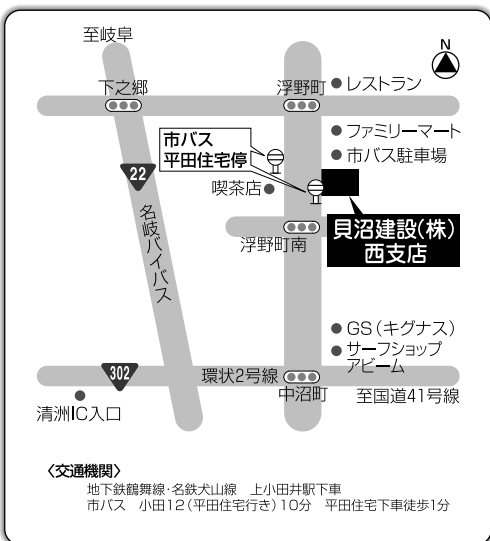 至岐阜
N
下之郷
浮野町
レストラン
ファミリーマート
市バス駐車場
市バス
平田住宅停
22
喫茶店
名岐バイパス
貝沼建設(株)
西支店
浮野町南
GS(キグナス)
サーフショップ
アビーム
302
環状2号線
中沼町
至国道41号線
清洲IC入口
〈交通機関〉
地下鉄鶴舞線・名鉄犬山線 上小田井駅下車
市バス 小田12(平田住宅行き)10分 平田住宅下車徒歩1分